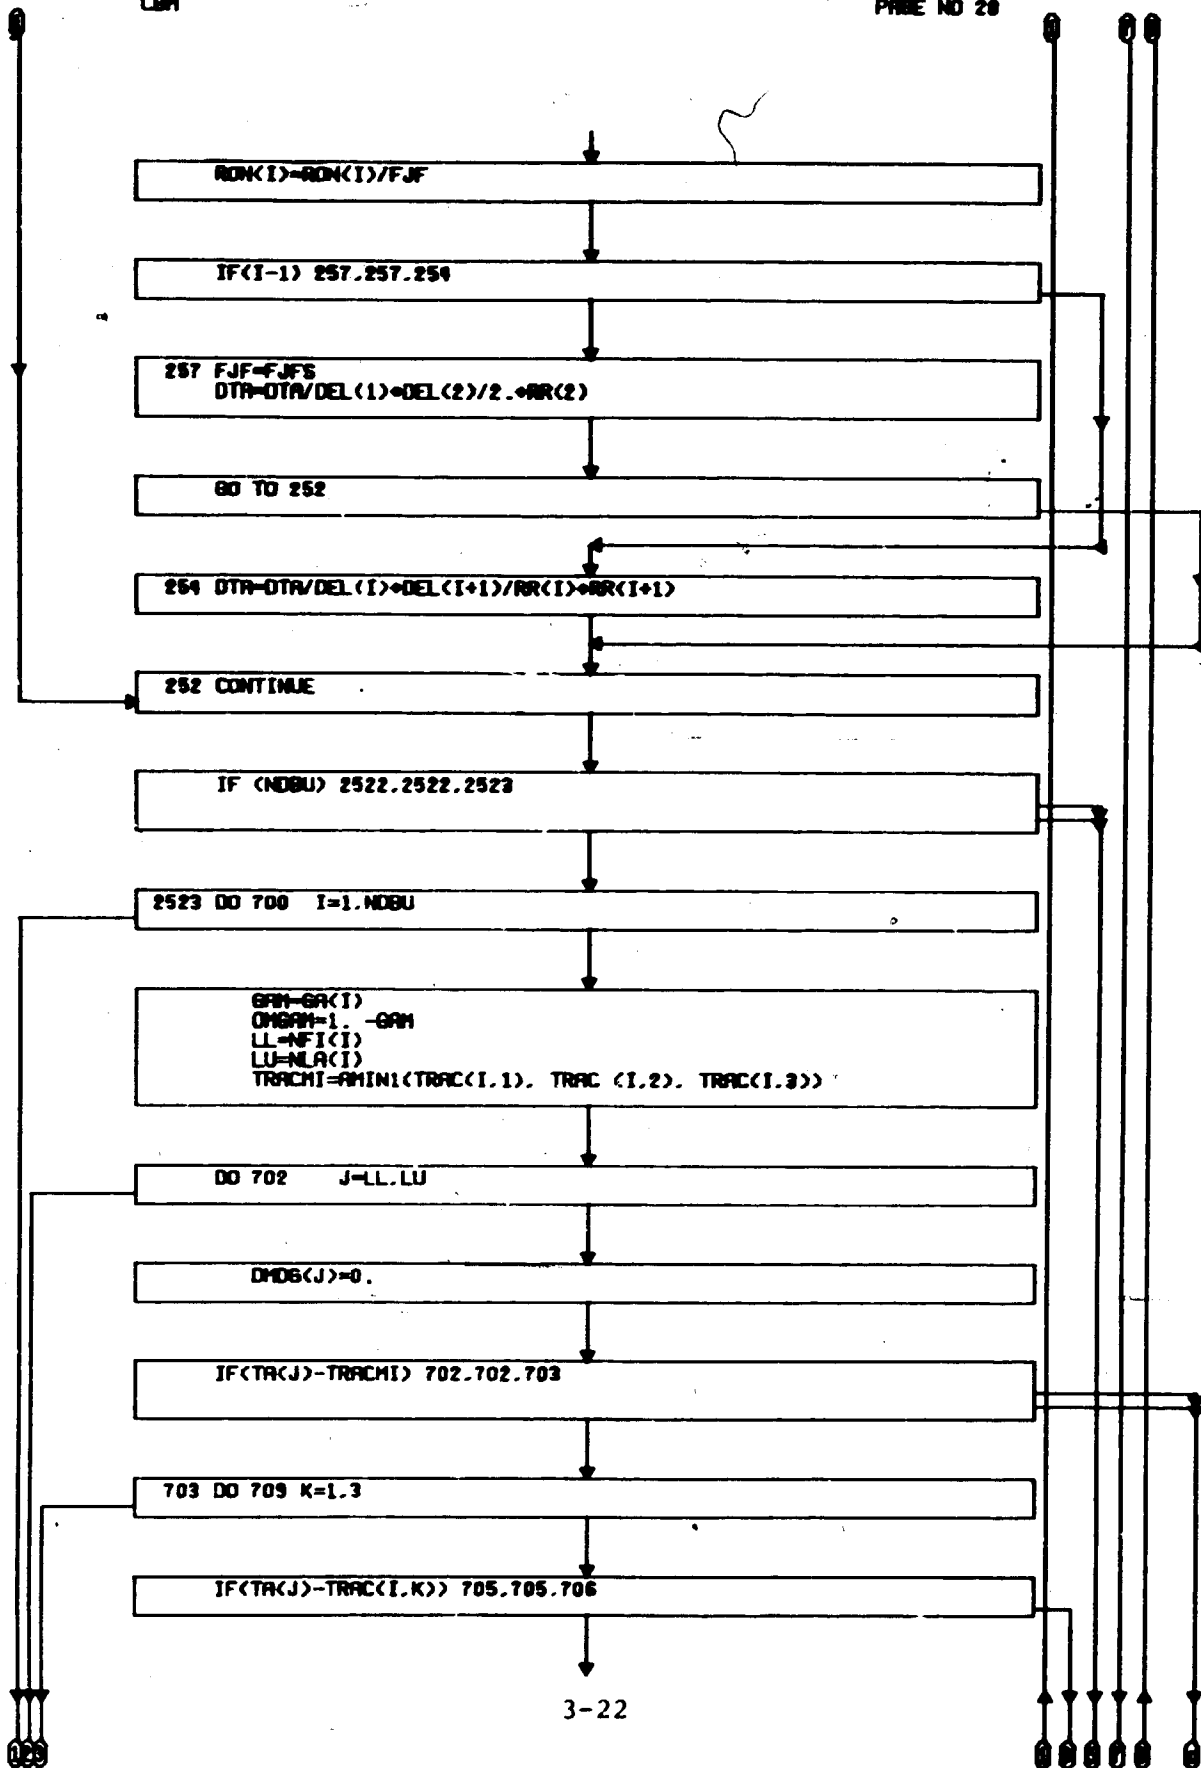 PAGE NO 28
RON(I)=RON(I)/FJF
IF(I-1) 257.257.254
257 FJF=FJFS
DTA=DTA/DEL(1)*DEL(2)/2.*RR(2)
GO TO 252
254 DTA=DTA/DEL(I)*DEL(I+1)/RR(I)*RR(I+1)
252 CONTINUE
IF (NDBU) 2522.2522.2523
2523 DO 700 I=1.NDBU
GAM=GA(I)
OMGAM=1. -GAM
LL=NFI(I)
LU=NLA(I)
TRACMI=AMIN1(TRAC(I.1). TRAC (I.2). TRAC(I.3))
DO 702 J=LL.LU
DMDG(J)=0.
IF(TA(J)-TRACMI) 702.702.703
703 DO 709 K=1.3
IF(TA(J)-TRAC(I.K)) 705.705.706
3-22
1 2 3